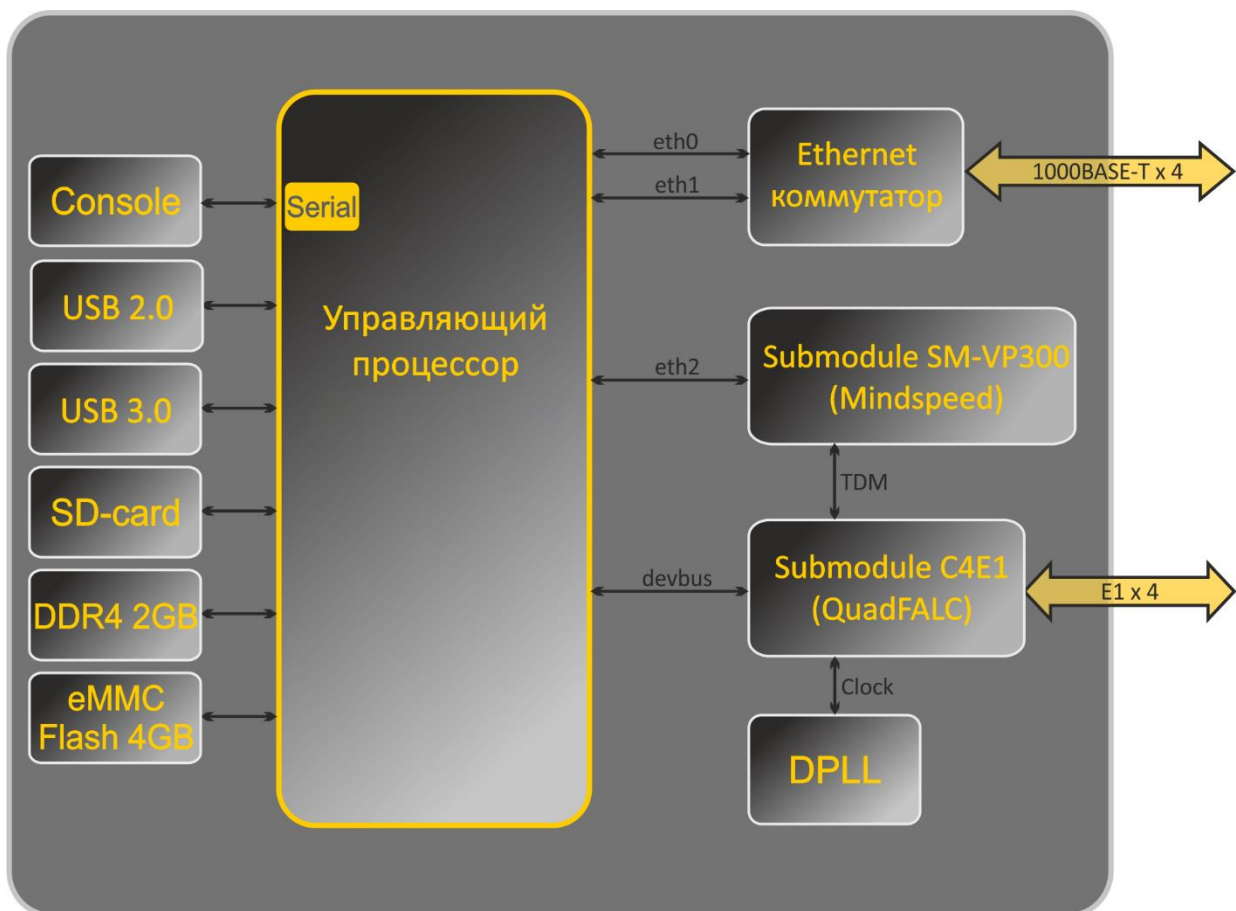 Console
USB 2.0
USB 3.0
SD-card
DDR4 2GB
eMMC
Flash 4GB
Serial
Управляющий
процессор
eth0
eth1
eth2
devbus
Ethernet
коммутатор
1000BASE-T x 4
Submodule SM-VP300
(Mindspeed)
TDM
Submodule C4E1
(QuadFALC)
E1 x 4
Clock
DPLL